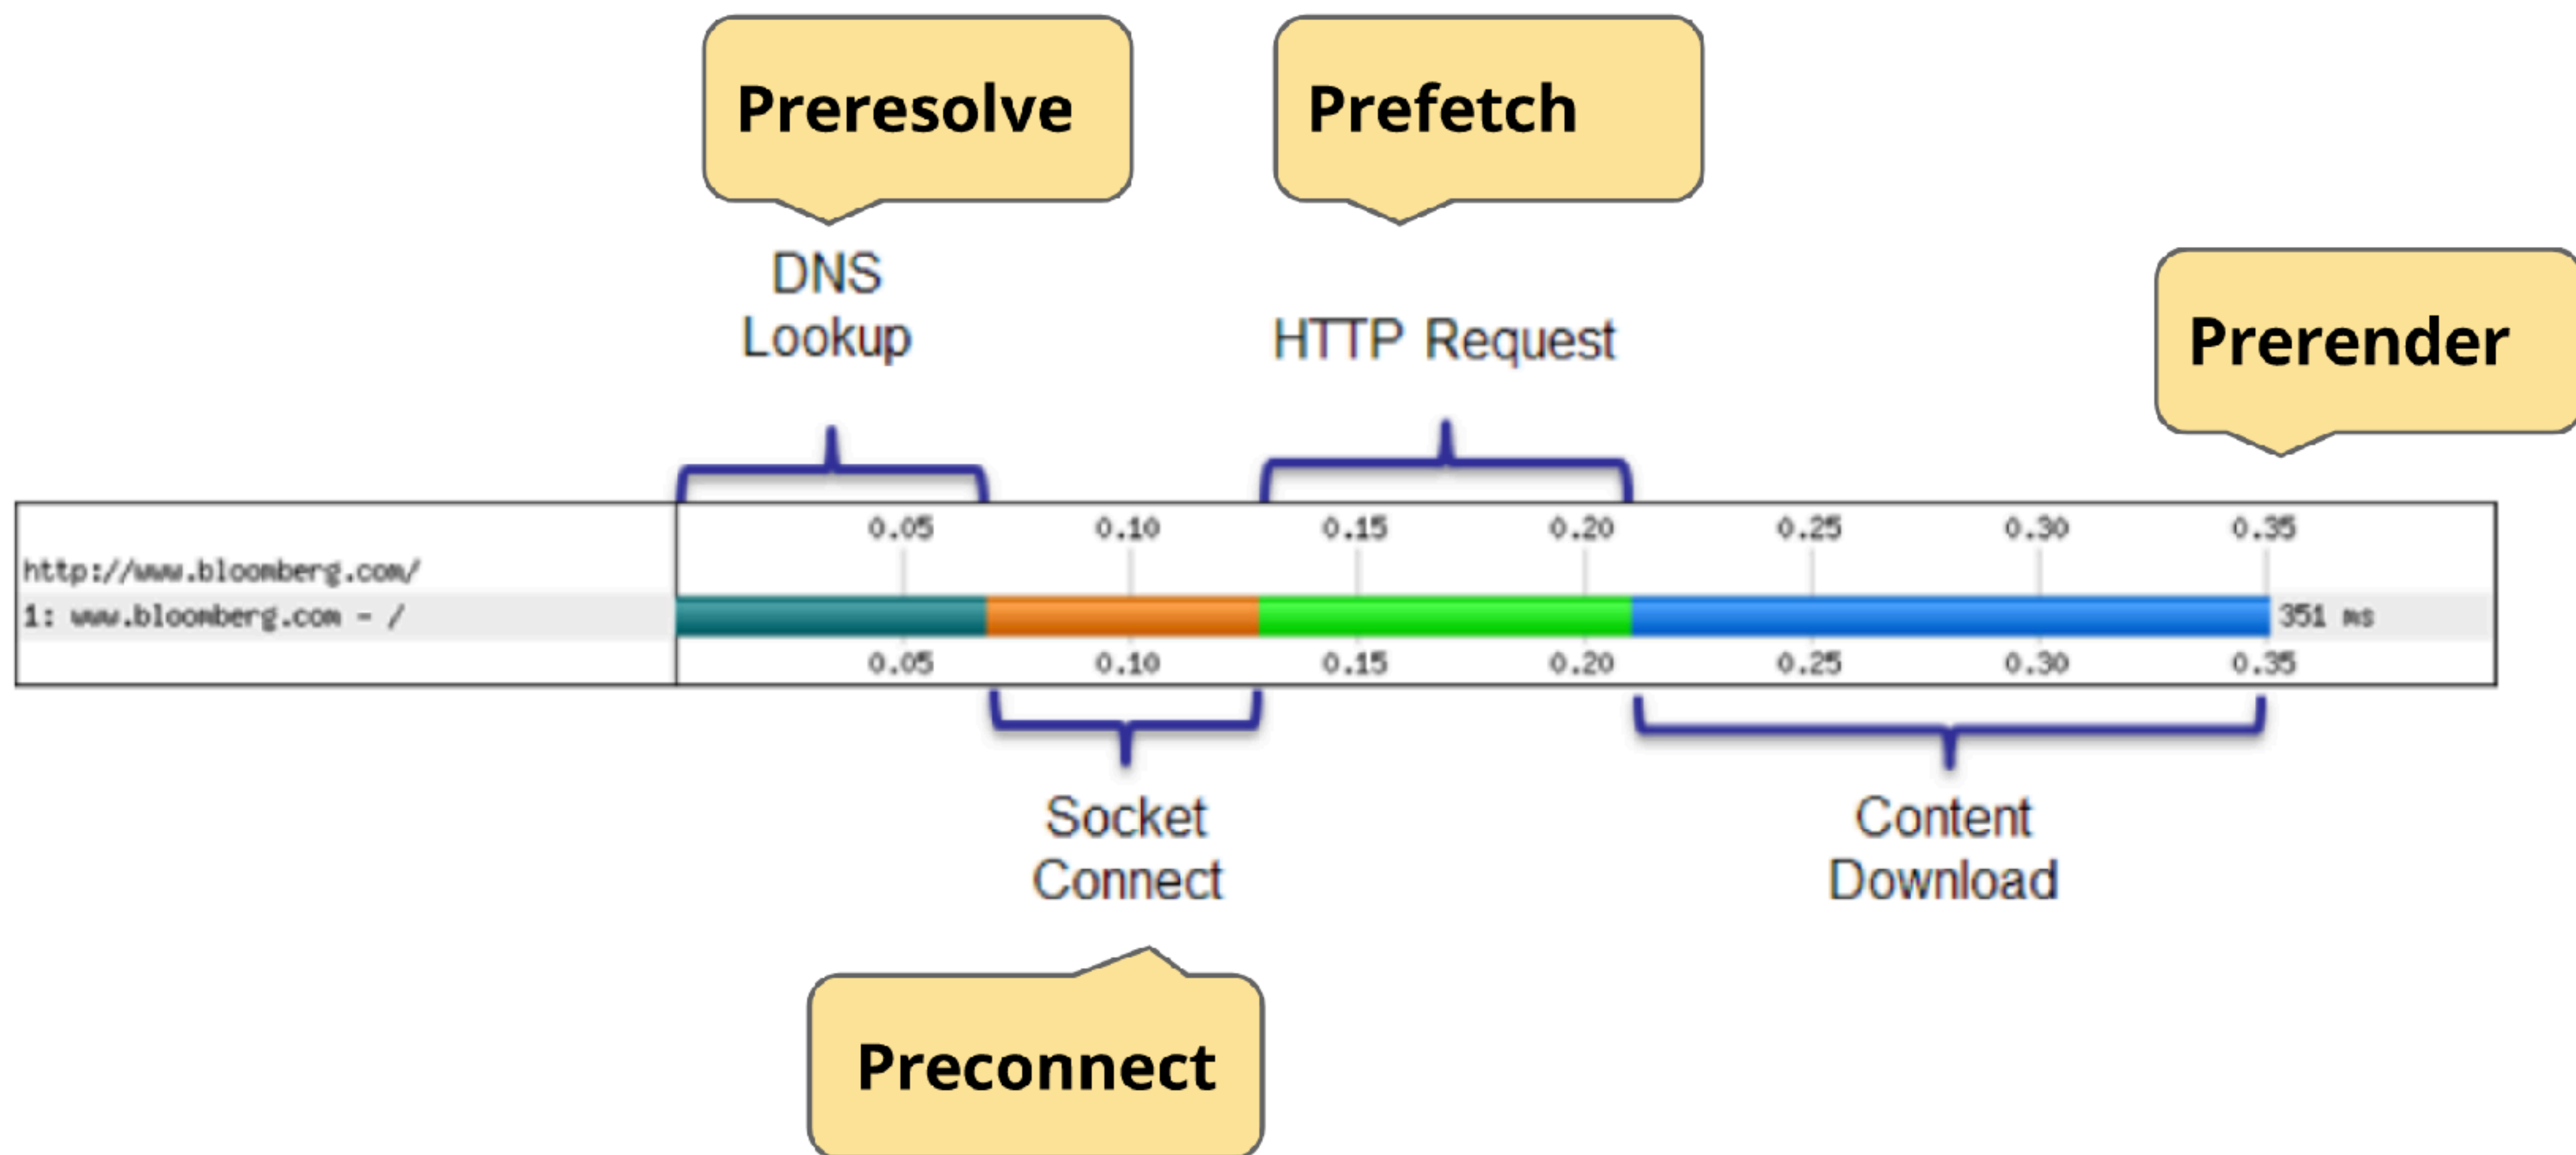 Preresolve
Prefetch
DNS
Lookup
HTTP Request
Prerender
0.05 0.10 0.15 0.20 0.25 0.30 0.35
http://www.bloomberg.com/
1: www.bloomberg.com - /
351 ms
0.05 0.10 0.15 0.20 0.25 0.30 0.35
Socket
Connect
Content
Download
Preconnect